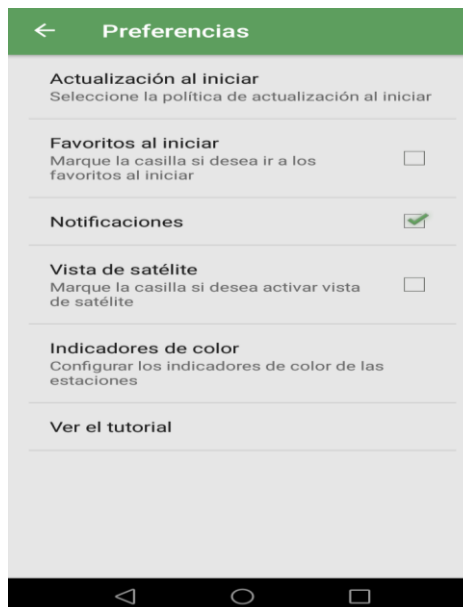 Preferencias
Actualización al iniciar
Seleccione la política de actualización al iniciar
Favoritos al iniciar
Marque la casilla si desea ir a los
favoritos al iniciar
Notificaciones
Vista de satélite
Marque la casilla si desea activar vista
de satélite
Indicadores de color
Configurar los indicadores de color de las
estaciones
Ver el tutorial